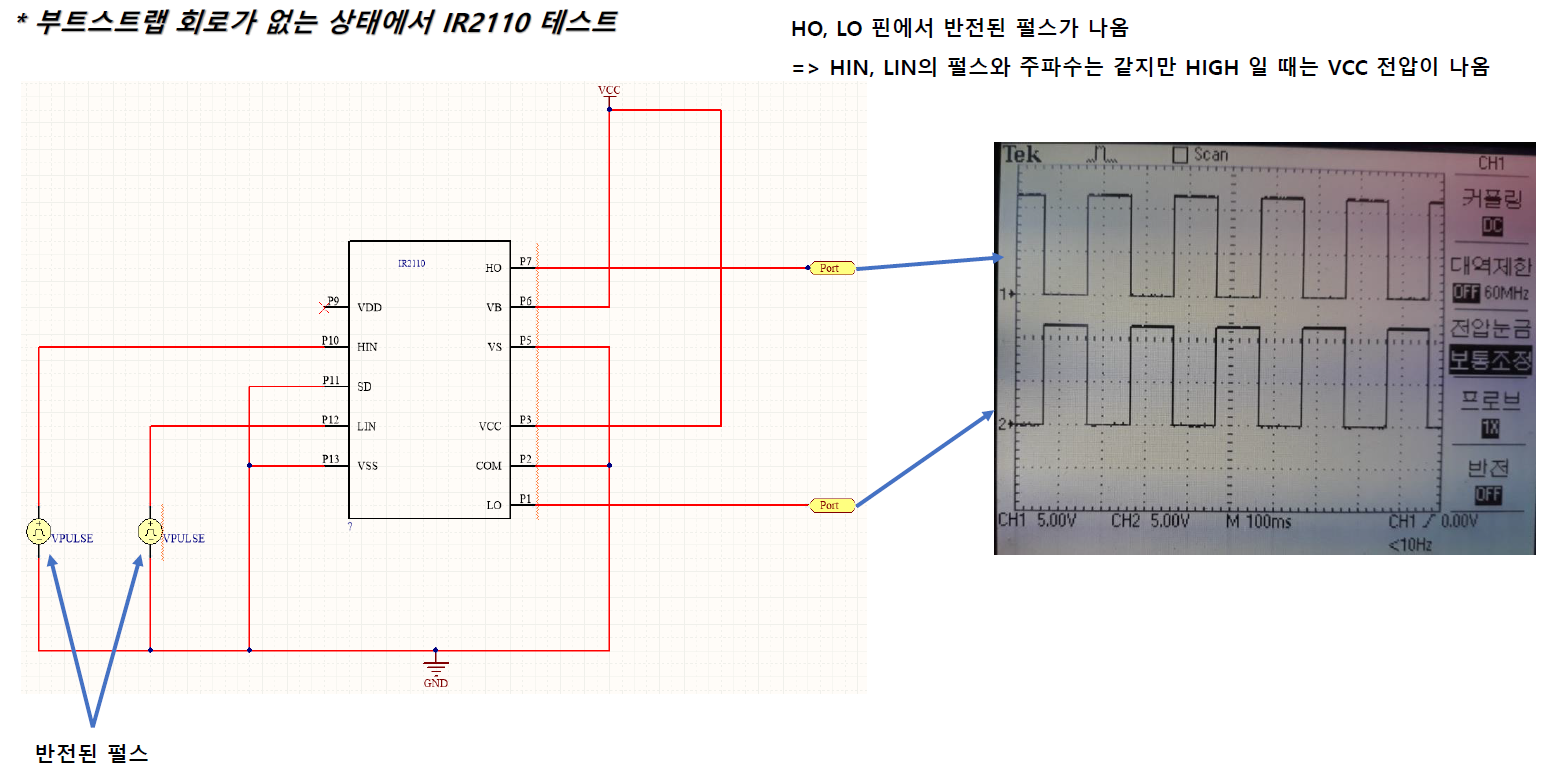 * 부트스트랩 회로가 없는 상태에서 IR2110 테스트
HO, LO 핀에서 반전된 펄스가 나옴
=> HIN, LIN의 펄스와 주파수는 같지만 HIGH 일 때는 VCC 전압이 나옴
VCC
IR2110
HO
P7
Port
P9
VDD
VB
P6
P10
HIN
VS
P5
P11
SD
P12
LIN
VCC
P3
P13
VSS
COM
P2
LO
P1
Port
?
VPULSE
VPULSE
GND
반전된 펄스
Tek
Scan
CH1
커플링
DC
대역제한
OFF 60MHz
전압눈금
보통조정
프로브
1X
반전
OFF
1
2
CH1 5.00V CH2 5.00V M 100ms CH1 0.00V
<10Hz